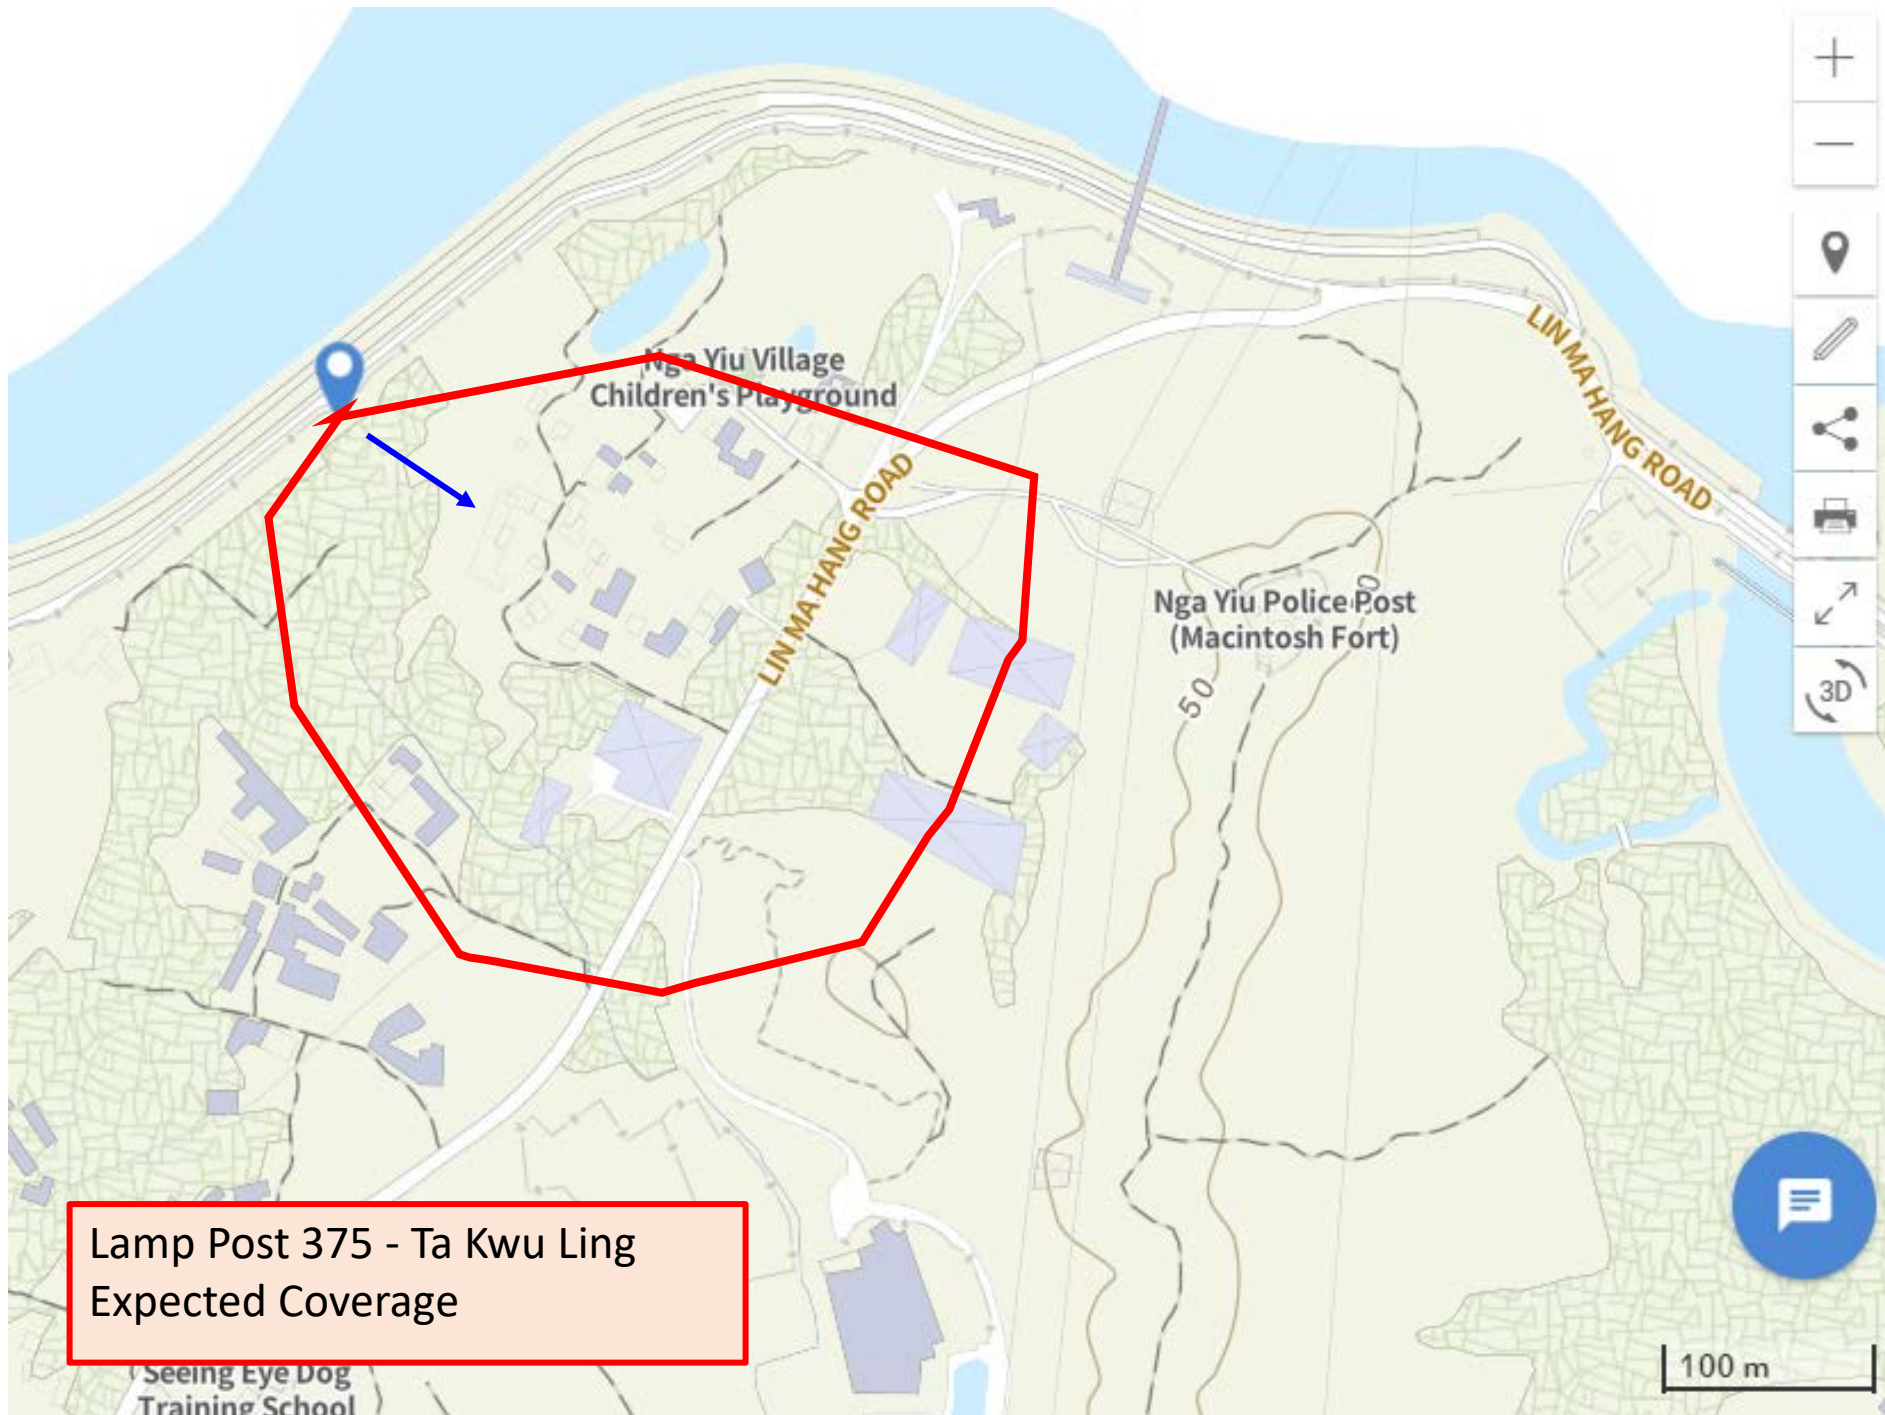 Nga Yiu Village
Children's Playground
LIN MA HANG ROAD
LIN MA HANG ROAD
Nga Yiu Police Post
(Macintosh Fort)
50
3D
Lamp Post 375 - Ta Kwu Ling
Expected Coverage
Seeing Eye Dog
Training School
100 m